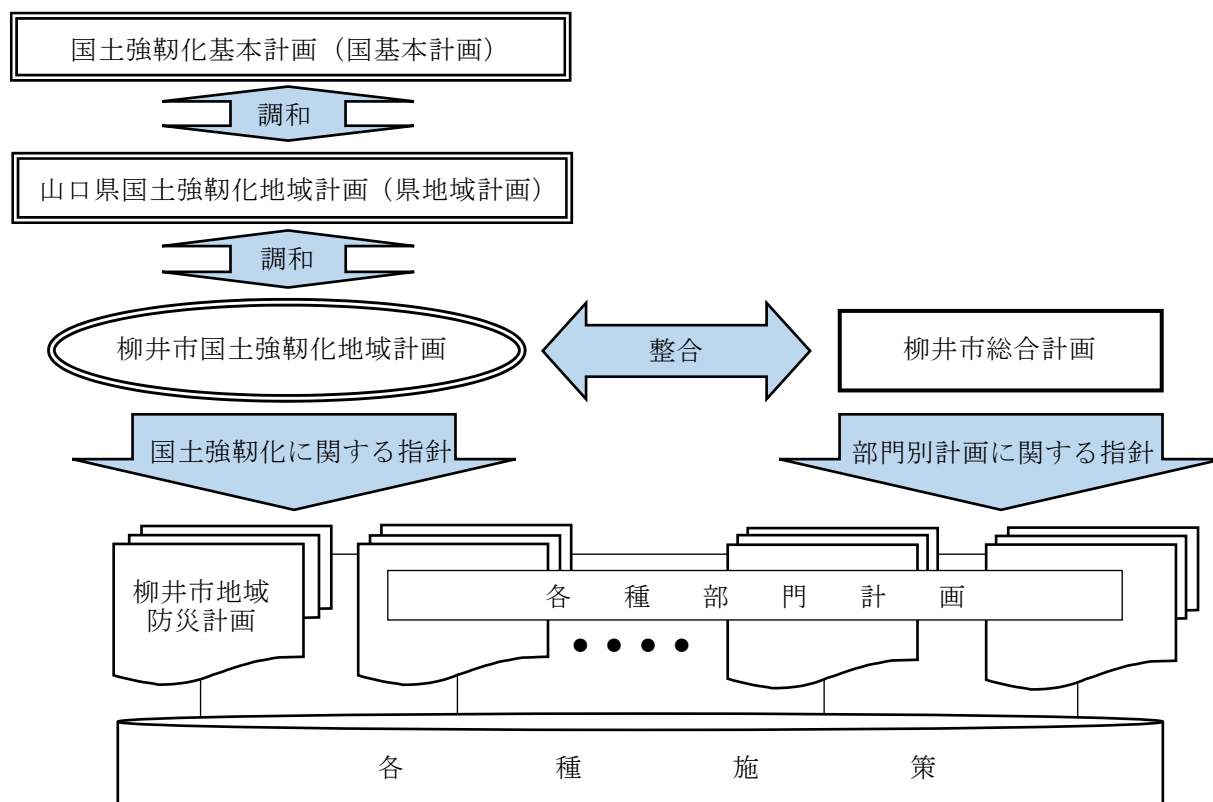 国土強靭化基本計画（国基本計画）
調和
山口県国土強靭化地域計画（県地域計画）
調和
柳井市国土強靭化地域計画
整合
柳井市総合計画
国土強靭化に関する指針
部門別計画に関する指針
柳井市地域
防災計画
各種部門計画
各種施策